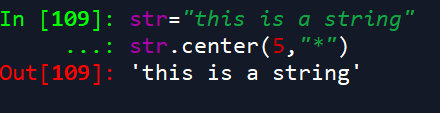 In [109]: str="this is a string"
...: str.center(5,"*")
Out[109]: 'this is a string'